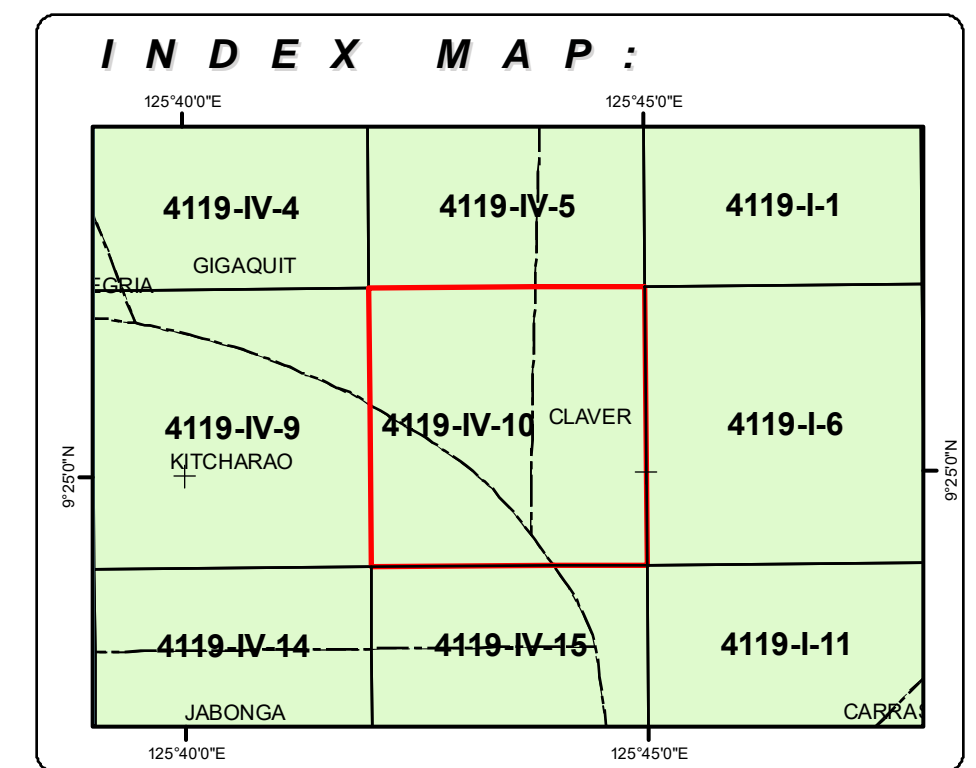 INDEX MAP:
125°40'0"E 125°45'0"E
4119-IV-4 4119-IV-5 4119-I-1
GIGAQUIT
EGRIA
4119-IV-9 4119-IV-10 CLAVER 4119-I-6
KITCHARAO
9°25'0"N 9°25'0"N
4119-IV-14 4119-IV-15 4119-I-11
JABONGA CARRAS
125°40'0"E 125°45'0"E